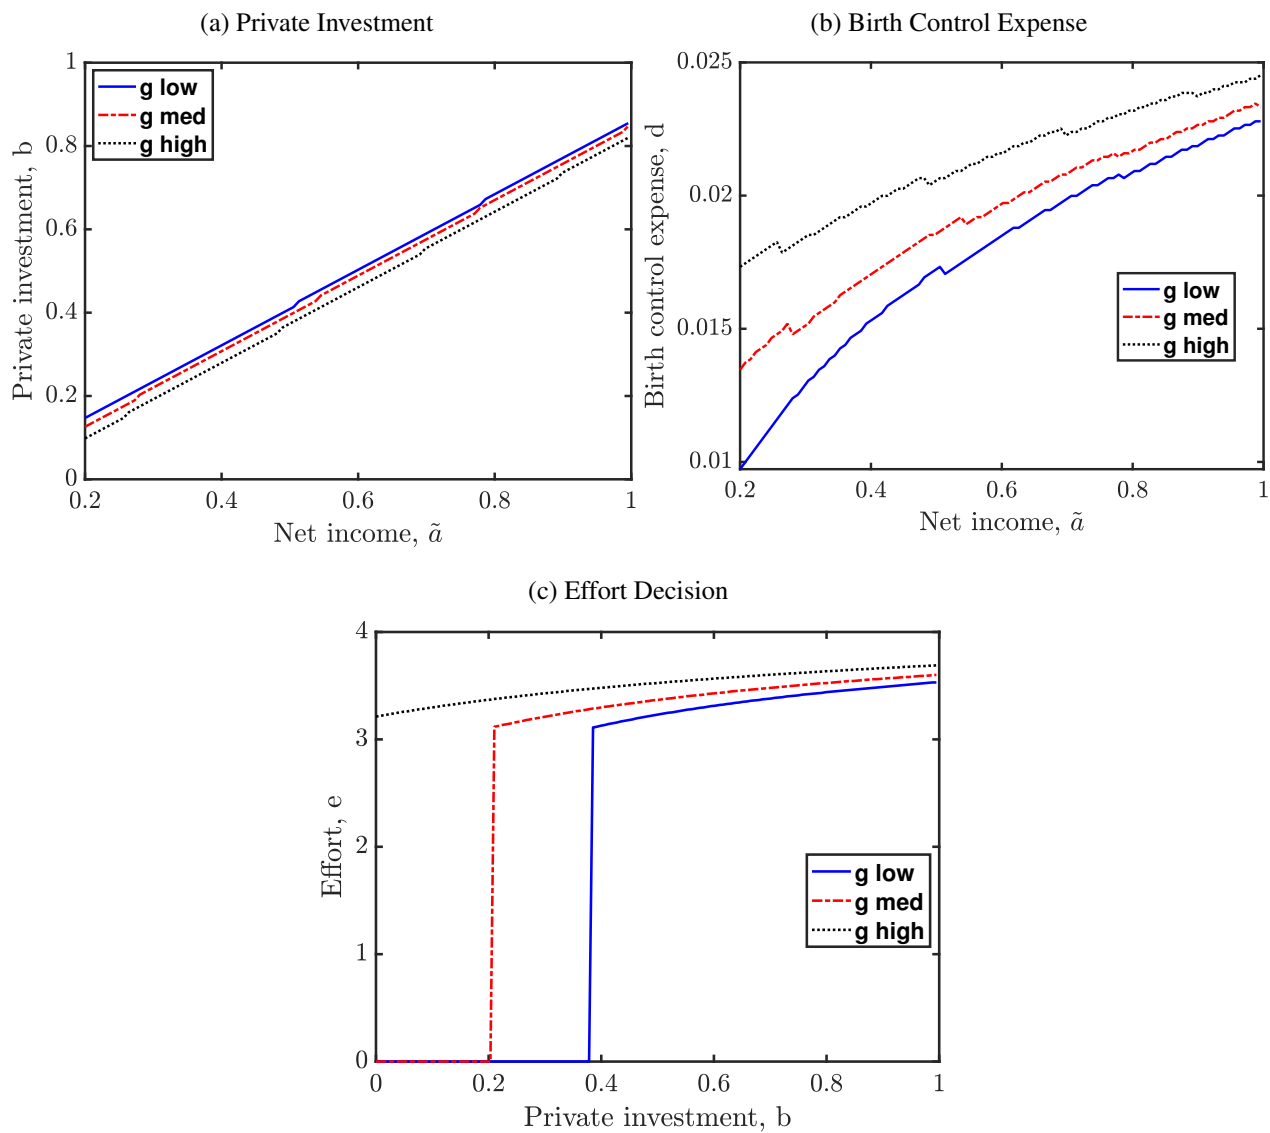 (a) Private Investment
1
0.8
0.6
0.4
0.2
0
0.2
0.4
0.6
0.8
1
Private investment, b
Net income, ã
g low
g med
g high
(b) Birth Control Expense
0.025
0.02
0.015
0.01
0.2
0.4
0.6
0.8
1
Birth control expense, d
Net income, ã
g low
g med
g high
(c) Effort Decision
4
3
2
1
0
0
0.2
0.4
0.6
0.8
1
Effort, e
Private investment, b
g low
g med
g high